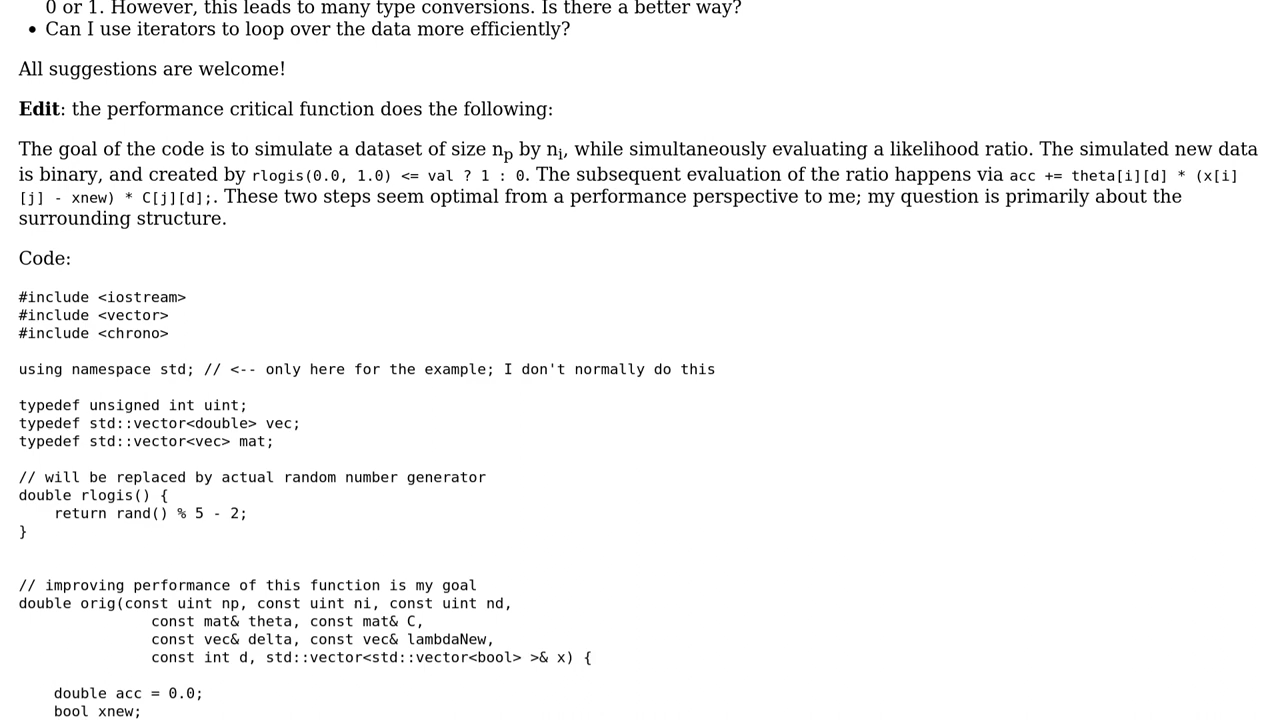 0 or 1. However, this leads to many type conversions. Is there a better way?
• Can I use iterators to loop over the data more efficiently?
All suggestions are welcome!
Edit: the performance critical function does the following:
The goal of the code is to simulate a dataset of size np by ni, while simultaneously evaluating a likelihood ratio. The simulated new data
is binary, and created by rlogis(0.0, 1.0) <= val ? 1 : 0. The subsequent evaluation of the ratio happens via acc += theta[i][d] * (x[i]
[j] - xnew) * C[j][d];. These two steps seem optimal from a performance perspective to me; my question is primarily about the
surrounding structure.
Code:
#include <iostream>
#include <vector>
#include <chrono>
using namespace std; // <-- only here for the example; I don't normally do this
typedef unsigned int uint;
typedef std::vector<double> vec;
typedef std::vector<vec> mat;
// will be replaced by actual random number generator
double rlogis() {
    return rand() % 5 - 2;
}
// improving performance of this function is my goal
double orig(const uint np, const uint ni, const uint nd,
               const mat& theta, const mat& C,
               const vec& delta, const vec& lambdaNew,
               const int d, std::vector<std::vector<bool> >& x) {
    double acc = 0.0;
    bool xnew;